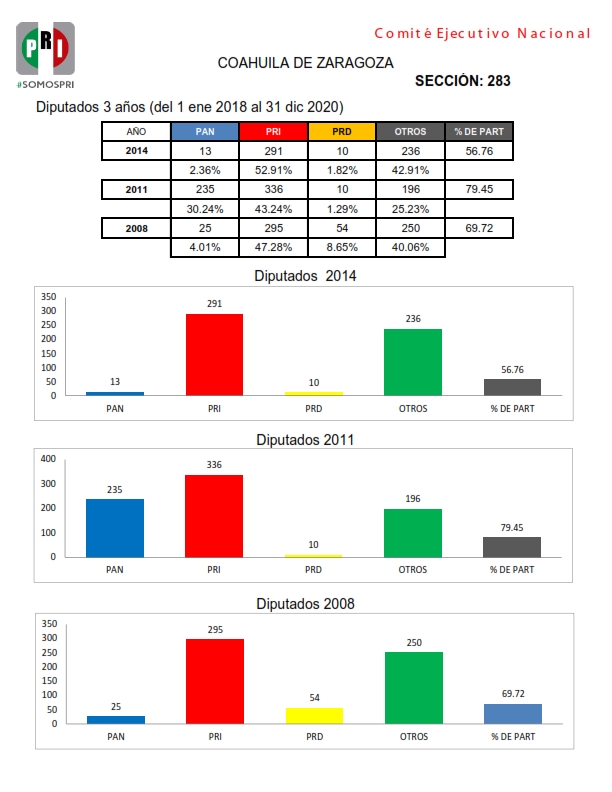 Comité Ejecutivo Nacional
PRI
#SOMOSPRI
COAHUILA DE ZARAGOZA
SECCIÓN: 283
Diputados 3 años (del 1 ene 2018 al 31 dic 2020)
AÑO PAN PRI PRD OTROS % DE PART
2014 13 291 10 236 56.76
2.36% 52.91% 1.82% 42.91%
2011 235 336 10 196 79.45
30.24% 43.24% 1.29% 25.23%
2008 25 295 54 250 69.72
4.01% 47.28% 8.65% 40.06%
Diputados 2014
350
300
250
200
150
100
50
0
13 291 10 236 56.76
PAN PRI PRD OTROS % DE PART
Diputados 2011
400
300
200
100
0
235 336 10 196 79.45
PAN PRI PRD OTROS % DE PART
Diputados 2008
350
300
250
200
150
100
50
0
25 295 54 250 69.72
PAN PRI PRD OTROS % DE PART